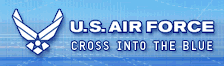 U.S. AIR FORCE
CROSS INTO THE BLUE